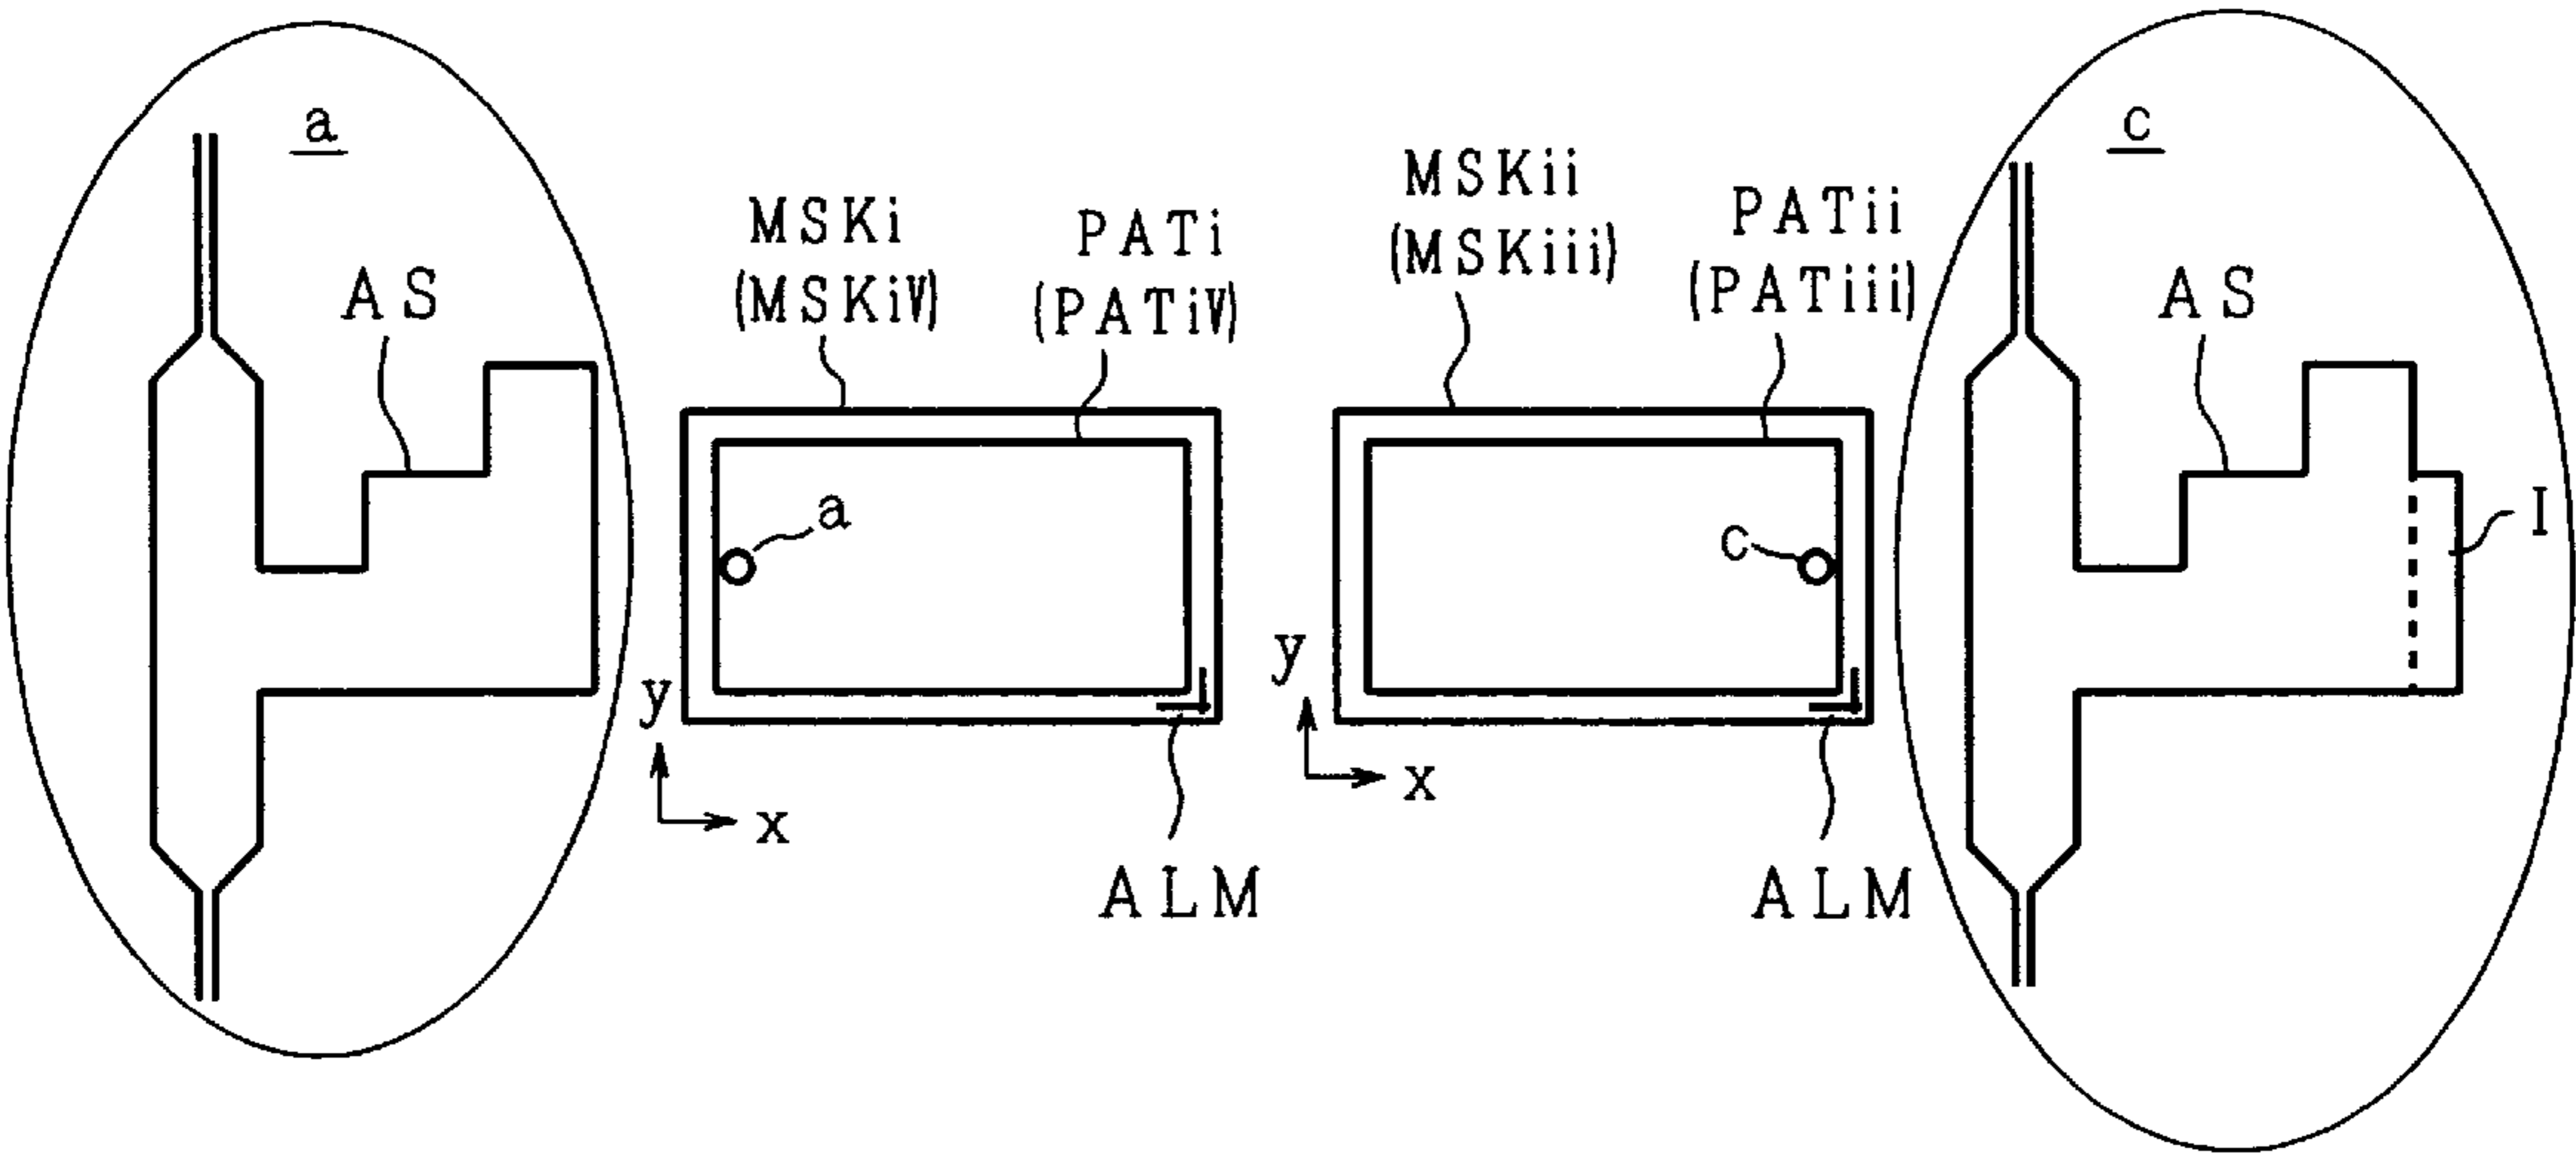 a
AS
MSKi
(MSKiV)
PATi
(PATiV)
a
y
x
ALM
MSKii
(MSKiii)
PATii
(PATiii)
c
y
x
ALM
c
AS
I